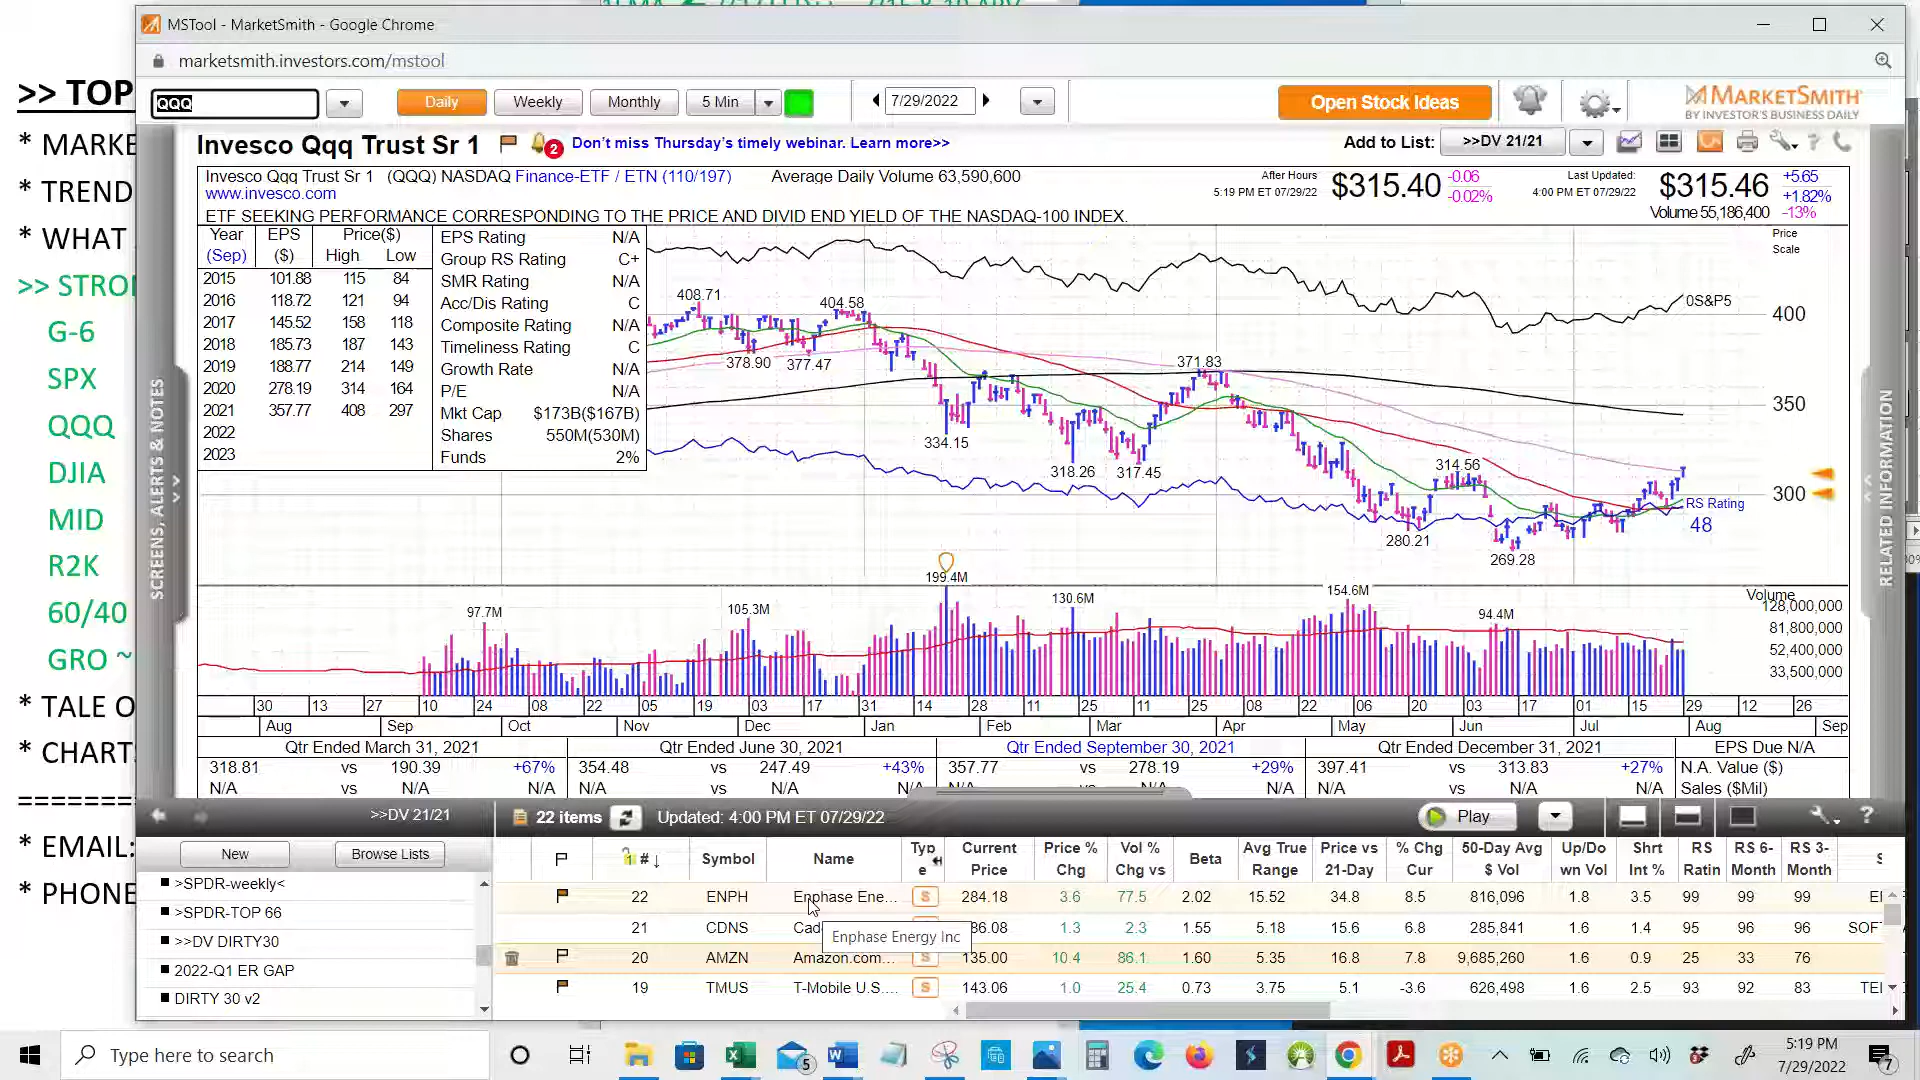 MSTool - MarketSmith - Google Chrome
marketsmith.investors.com/mstool
>> TOP
* MARKE
* TREND
* WHAT
>> STRO
G-6
SPX
QQQ
DJIA
MID
R2K
60/40
GRO ~
* TALE O
* CHART
========
* EMAIL:
* PHONE
QQQ
Daily
Weekly
Monthly
5 Min
7/29/2022
Open Stock Ideas
MARKETSMITH
BY INVESTOR'S BUSINESS DAILY
Invesco Qqq Trust Sr 1
2
Don't miss Thursday's timely webinar. Learn more>>
Add to List:
>>DV 21/21
Invesco Qqq Trust Sr 1 (QQQ) NASDAQ Finance-ETF / ETN (110/197) Average Daily Volume 63,590,600
www.invesco.com
After Hours
5:19 PM ET 07/29/22
$315.40
-0.06
-0.02%
Last Updated:
4:00 PM ET 07/29/22
$315.46
+5.65
+1.82%
Volume 55,186,400 -13%
ETF SEEKING PERFORMANCE CORRESPONDING TO THE PRICE AND DIVID END YIELD OF THE NASDAQ-100 INDEX.
Year EPS Price($)
(Sep) ($) High Low
2015 101.88 115 84
2016 118.72 121 94
2017 145.52 158 118
2018 185.73 187 143
2019 188.77 214 149
2020 278.19 314 164
2021 357.77 408 297
2022
2023
EPS Rating N/A
Group RS Rating C+
SMR Rating N/A
Acc/Dis Rating C
Composite Rating N/A
Timeliness Rating C
Growth Rate N/A
P/E N/A
Mkt Cap $173B($167B)
Shares 550M(530M)
Funds 2%
Price
Scale
408.71
404.58
378.90
377.47
334.15
318.26
317.45
371.83
314.56
280.21
269.28
0S&P5
400
350
300
RS Rating
48
SCREENS, ALERTS & NOTES
RELATED INFORMATION
97.7M
105.3M
199.4M
130.6M
154.6M
94.4M
Volume
128,000,000
81,800,000
52,400,000
33,500,000
30 13 27 10 24 08 22 05 19 03 17 31 14 28 11 25 11 25 08 22 06 20 03 17 01 15 29 12 26
Aug Sep Oct Nov Dec Jan Feb Mar Apr May Jun Jul Aug Sep
Qtr Ended March 31, 2021 Qtr Ended June 30, 2021 Qtr Ended September 30, 2021 Qtr Ended December 31, 2021 EPS Due N/A
318.81 vs 190.39 +67% 354.48 vs 247.49 +43% 357.77 vs 278.19 +29% 397.41 vs 313.83 +27% N.A. Value ($)
N/A vs N/A N/A N/A vs N/A N/A N/A vs N/A N/A N/A vs N/A N/A Sales ($Mil)
>>DV 21/21
22 items
Updated: 4:00 PM ET 07/29/22
Play
?
New
Browse Lists
>SPDR-weekly<
>SPDR-TOP 66
>>DV DIRTY30
2022-Q1 ER GAP
DIRTY 30 v2
1 # Symbol Name Typ e Current Price Price % Chg Vol % Chg vs Beta Avg True Range Price vs 21-Day % Chg Cur 50-Day Avg $ Vol Up/Do wn Vol Shrt Int % RS Ratin RS 6- Month RS 3- Month S
22 ENPH Enphase Ene... S 284.18 3.6 77.5 2.02 15.52 34.8 8.5 816,096 1.8 3.5 99 99 99 El
21 CDNS Cad 86.08 1.3 2.3 1.55 5.18 15.6 6.8 285,841 1.6 1.4 95 96 96 SOF
Enphase Energy Inc
20 AMZN Amazon.com... S 135.00 10.4 86.1 1.60 5.35 16.8 7.8 9,685,260 1.6 0.9 25 33 76
19 TMUS T-Mobile U.S.... S 143.06 1.0 25.4 0.73 3.75 5.1 -3.6 626,498 1.6 2.5 93 92 83 TEI
Type here to search
5
5:19 PM
7/29/2022
7